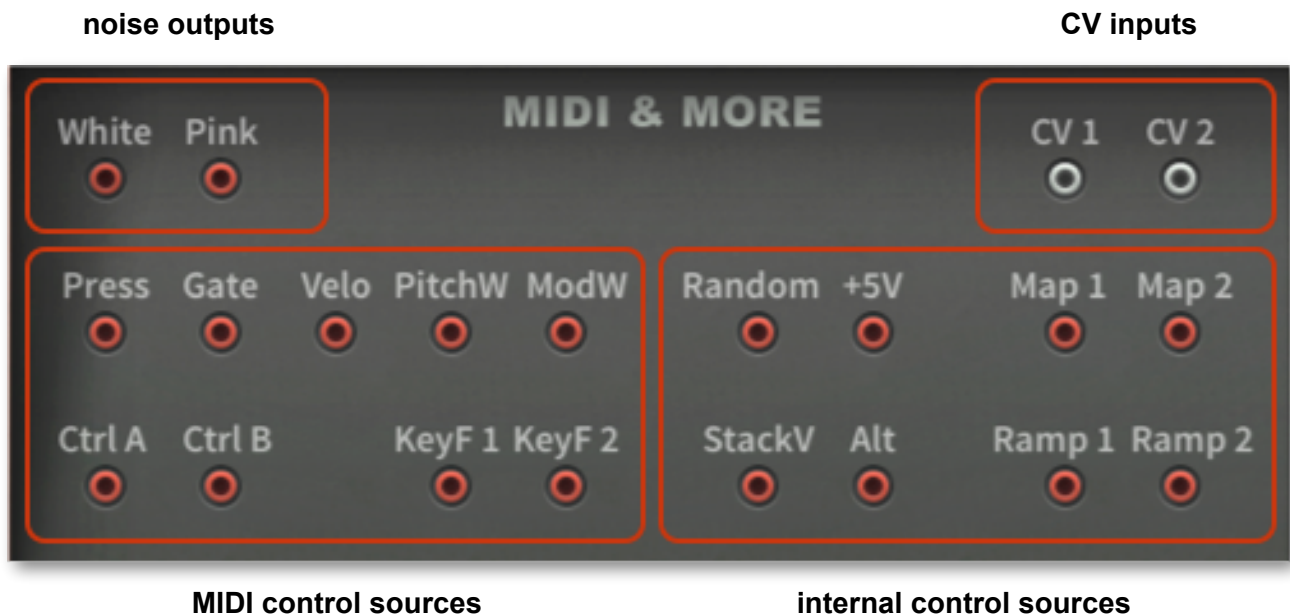 noise outputs CV inputs
MIDI & MORE
White Pink CV 1 CV 2
Press Gate Velo PitchW ModW Random +5V Map 1 Map 2
Ctrl A Ctrl B KeyF 1 KeyF 2 StackV Alt Ramp 1 Ramp 2
MIDI control sources internal control sources